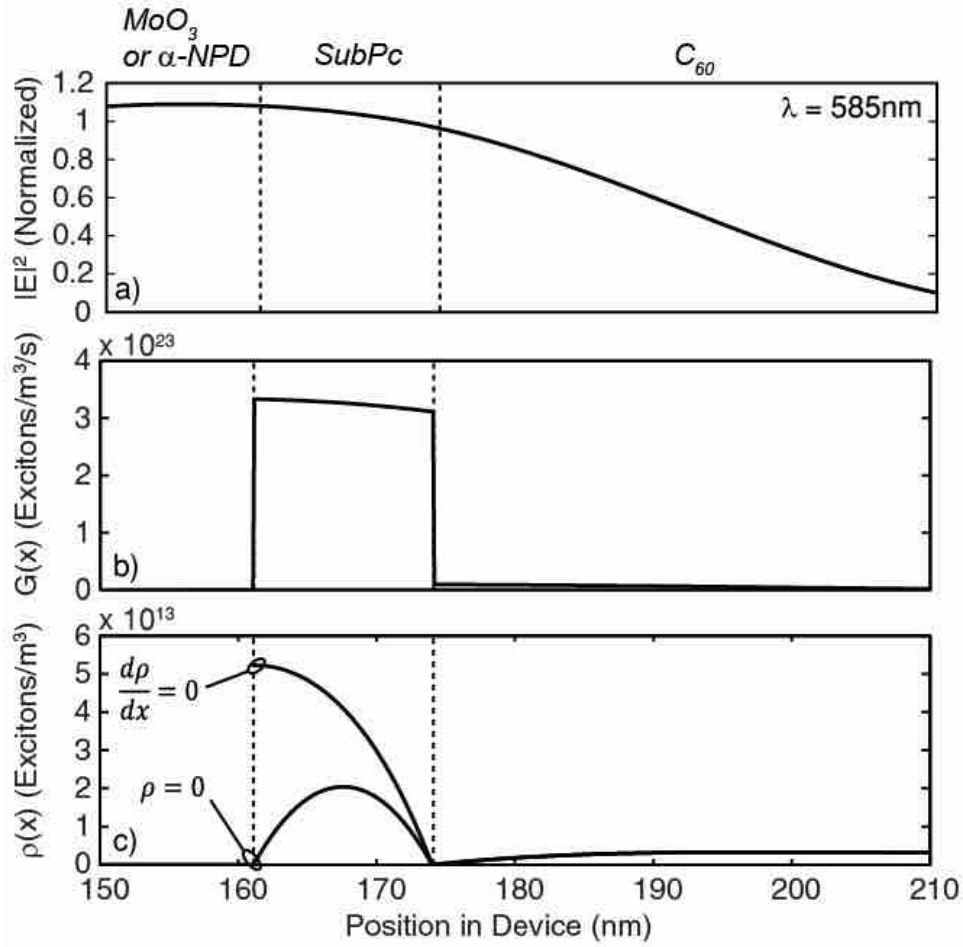 MoO₃
or α-NPD
SubPc
C₆₀
|E|² (Normalized)
1.2
1
0.8
0.6
0.4
0.2
0
λ = 585nm
a)
G(x) (Excitons/m³/s)
x 10²³
4
3
2
1
0
b)
ρ(x) (Excitons/m³)
x 10¹³
6
5
4
3
2
1
0
dρ/dx = 0
ρ = 0
c)
150 160 170 180 190 200 210
Position in Device (nm)